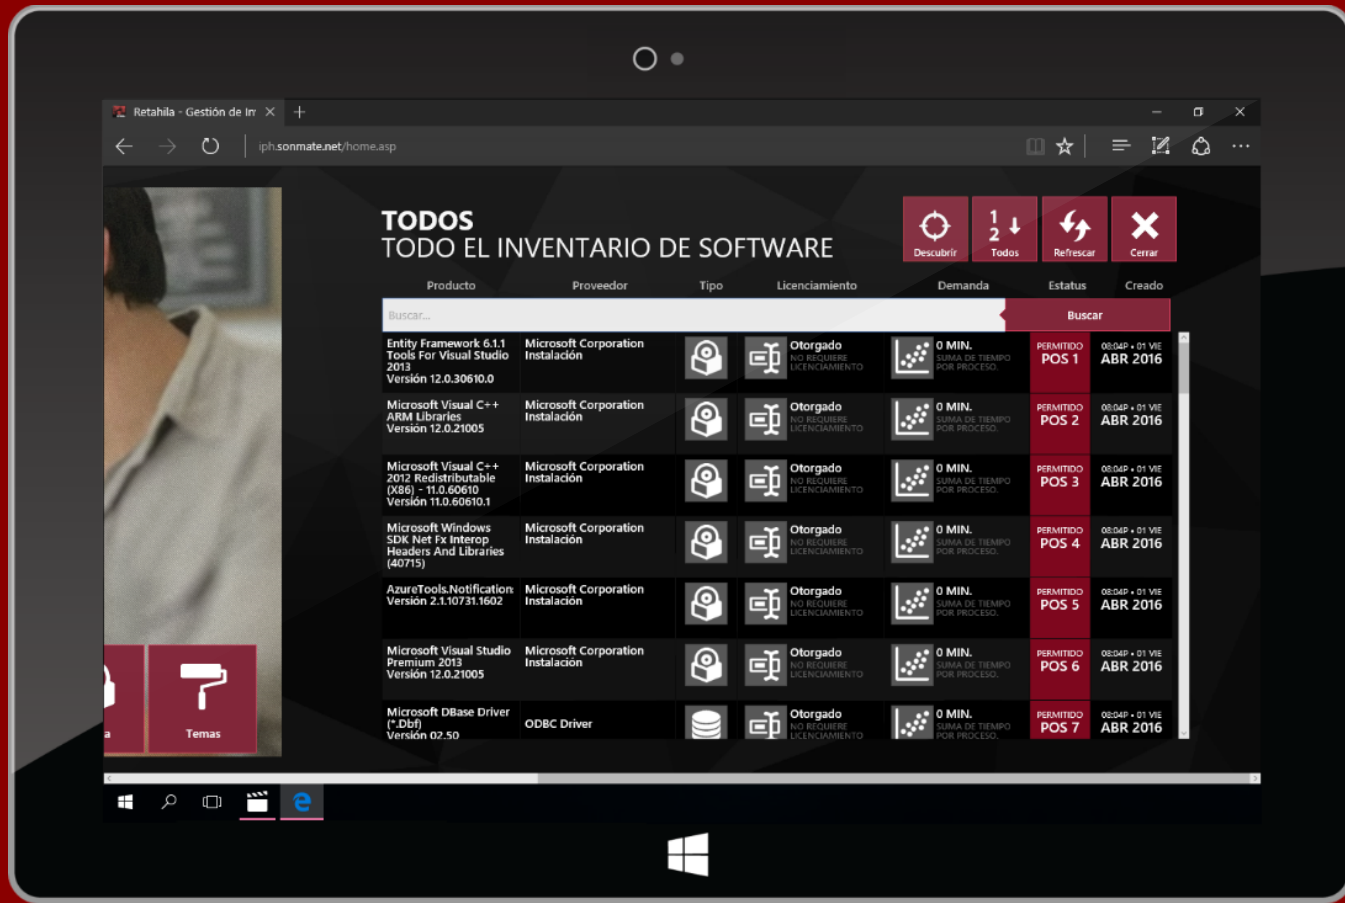 Retahila - Gestión de Inv
iph.sonmate.net/home.asp
TODOS
TODO EL INVENTARIO DE SOFTWARE
1
2
Descubrir Todos Refrescar Cerrar
Producto Proveedor Tipo Licenciamiento Demanda Estatus Creado
Buscar... Buscar
Entity Framework 6.1.1
Tools For Visual Studio
2013
Versión 12.0.30610.0
Microsoft Corporation
Instalación
Otorgado
NO REQUIERE
LICENCIAMIENTO
0 MIN.
SUMA DE TIEMPO
POR PROCESO.
PERMITIDO
POS 1
08:04P • 01 VIE
ABR 2016
Microsoft Visual C++
ARM Libraries
Versión 12.0.21005
Microsoft Corporation
Instalación
Otorgado
NO REQUIERE
LICENCIAMIENTO
0 MIN.
SUMA DE TIEMPO
POR PROCESO.
PERMITIDO
POS 2
08:04P • 01 VIE
ABR 2016
Microsoft Visual C++
2012 Redistributable
(X86) - 11.0.60610
Versión 11.0.60610.1
Microsoft Corporation
Instalación
Otorgado
NO REQUIERE
LICENCIAMIENTO
0 MIN.
SUMA DE TIEMPO
POR PROCESO.
PERMITIDO
POS 3
08:04P • 01 VIE
ABR 2016
Microsoft Windows
SDK Net Fx Interop
Headers And Libraries
(40715)
Microsoft Corporation
Instalación
Otorgado
NO REQUIERE
LICENCIAMIENTO
0 MIN.
SUMA DE TIEMPO
POR PROCESO.
PERMITIDO
POS 4
08:04P • 01 VIE
ABR 2016
AzureTools.Notification:
Versión 2.1.10731.1602
Microsoft Corporation
Instalación
Otorgado
NO REQUIERE
LICENCIAMIENTO
0 MIN.
SUMA DE TIEMPO
POR PROCESO.
PERMITIDO
POS 5
08:04P • 01 VIE
ABR 2016
Microsoft Visual Studio
Premium 2013
Versión 12.0.21005
Microsoft Corporation
Instalación
Otorgado
NO REQUIERE
LICENCIAMIENTO
0 MIN.
SUMA DE TIEMPO
POR PROCESO.
PERMITIDO
POS 6
08:04P • 01 VIE
ABR 2016
Microsoft DBase Driver
(*.Dbf)
Versión 02.50
ODBC Driver
Otorgado
NO REQUIERE
LICENCIAMIENTO
0 MIN.
SUMA DE TIEMPO
POR PROCESO.
PERMITIDO
POS 7
08:04P • 01 VIE
ABR 2016
a Temas